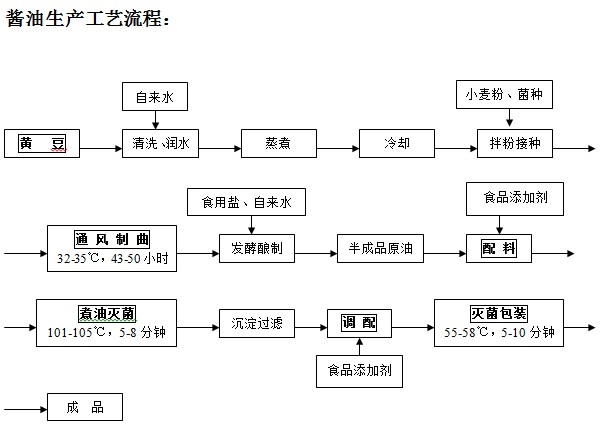 酱油生产工艺流程：
自来水
小麦粉、菌种
黄 豆
清洗、润水
蒸煮
冷却
拌粉接种
食用盐、自来水
食品添加剂
通 风 制 曲
32-35℃，43-50小时
发酵酿制
半成品原油
配 料
煮油灭菌
101-105℃，5-8分钟
沉淀过滤
调 配
灭菌包装
55-58℃，5-10分钟
食品添加剂
成 品